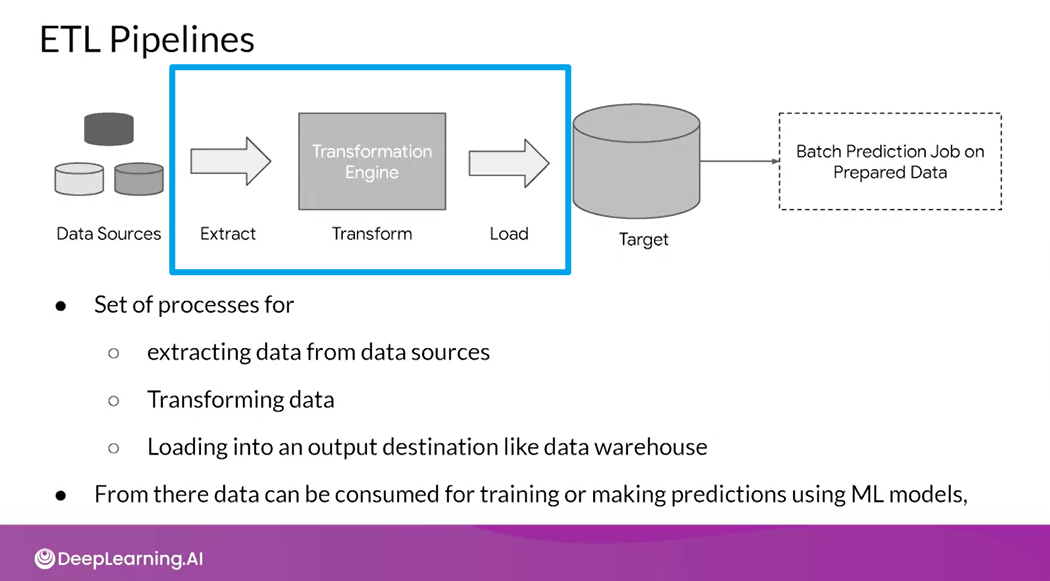 ETL Pipelines
Transformation
Engine
Batch Prediction Job on
Prepared Data
Data Sources
Extract
Transform
Load
Target
● Set of processes for
○ extracting data from data sources
○ Transforming data
○ Loading into an output destination like data warehouse
● From there data can be consumed for training or making predictions using ML models,
DeepLearning.AI